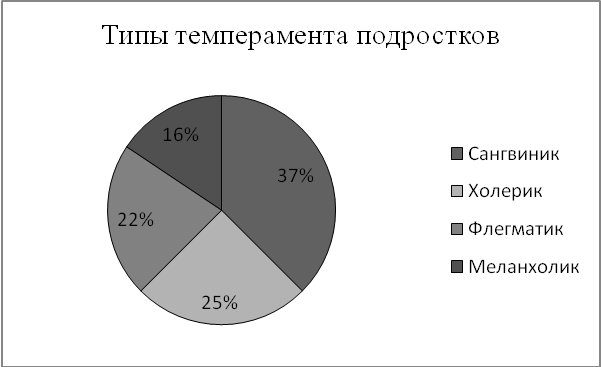 Типы темперамента подростков
16%
37%
22%
25%
Сангвиник
Холерик
Флегматик
Меланхолик